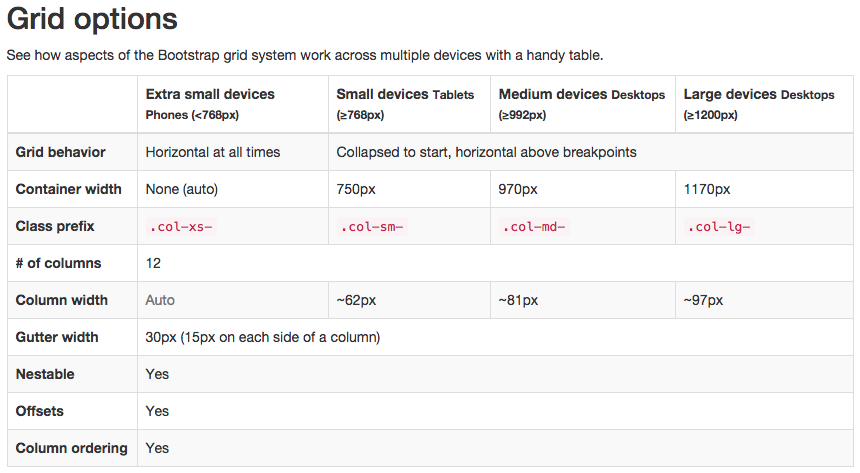 Grid options
See how aspects of the Bootstrap grid system work across multiple devices with a handy table.
Extra small devices Phones (<768px) Small devices Tablets (≥768px) Medium devices Desktops (≥992px) Large devices Desktops (≥1200px)
Grid behavior Horizontal at all times Collapsed to start, horizontal above breakpoints
Container width None (auto) 750px 970px 1170px
Class prefix .col-xs- .col-sm- .col-md- .col-lg-
# of columns 12
Column width Auto ~62px ~81px ~97px
Gutter width 30px (15px on each side of a column)
Nestable Yes
Offsets Yes
Column ordering Yes